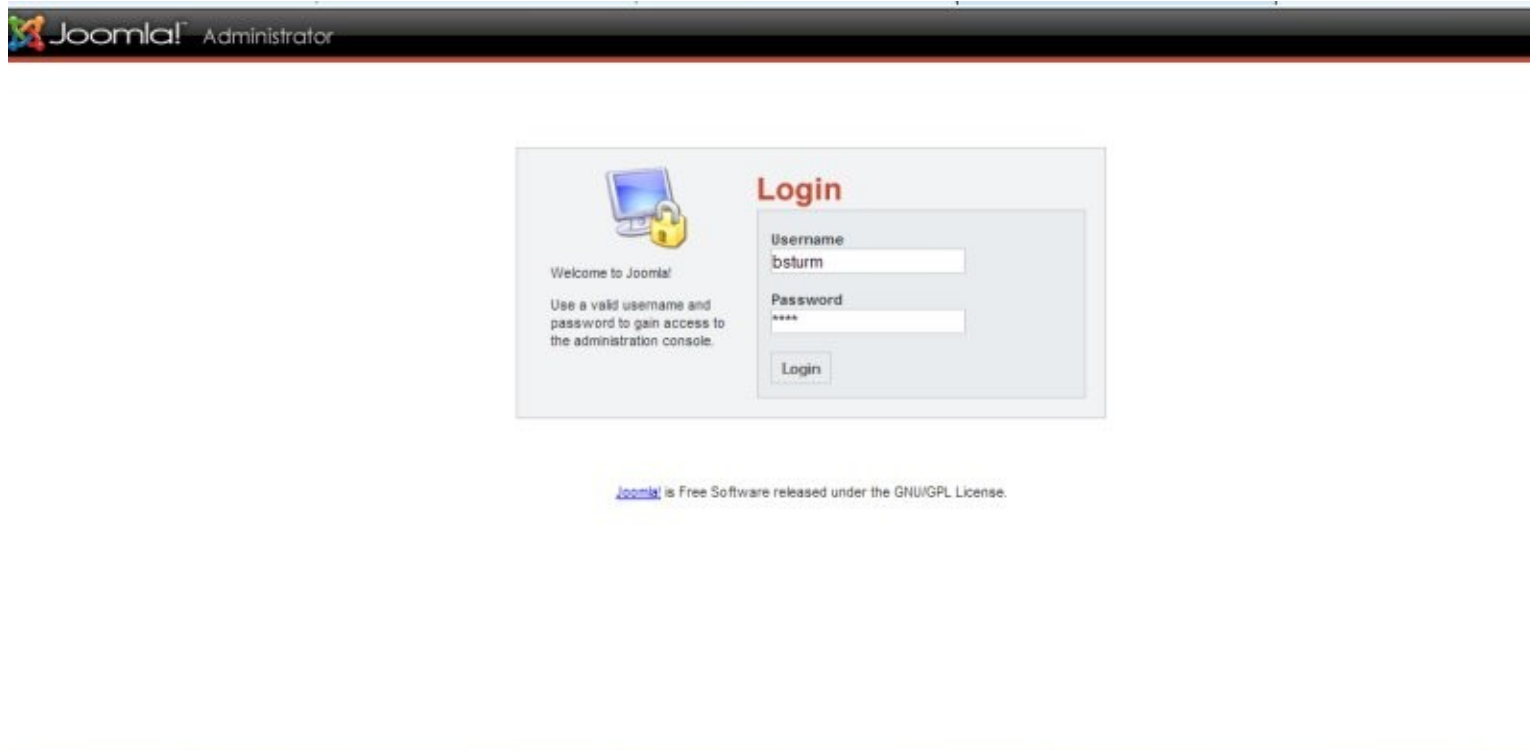 Joomla!™ Administrator
Login
Username
bsturm
Welcome to Joomla!
Password
Use a valid username and
password to gain access to
the administration console.
****
Login
Joomla! is Free Software released under the GNU/GPL License.